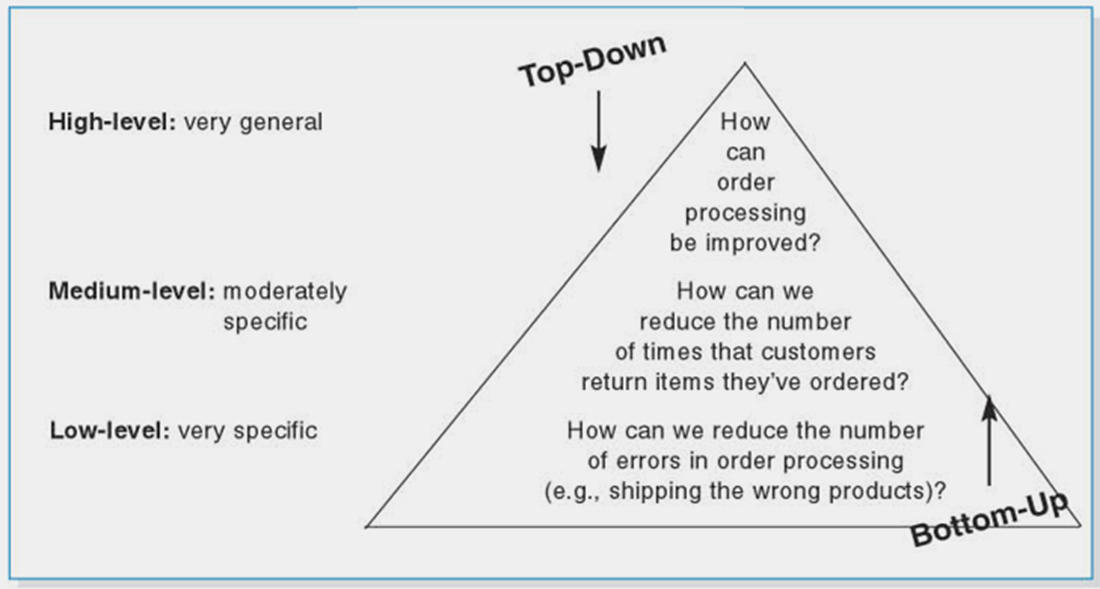 Top-Down
High-level: very general
How
can
order
processing
be improved?
Medium-level: moderately
specific
How can we
reduce the number
of times that customers
return items they've ordered?
Low-level: very specific
How can we reduce the number
of errors in order processing
(e.g., shipping the wrong products)?
Bottom-Up